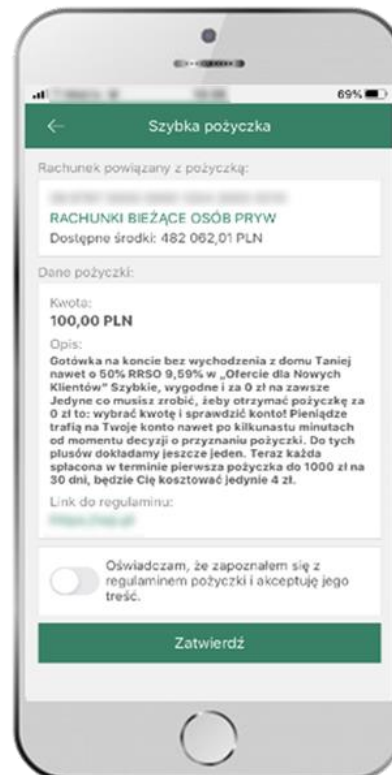 69%
Szybka pożyczka
Rachunek powiązany z pożyczką:
RACHUNKI BIEŻĄCE OSÓB PRYW
Dostępne środki: 482 062,01 PLN
Dane pożyczki:
Kwota:
100,00 PLN
Opis:
Gotówka na koncie bez wychodzenia z domu Taniej
nawet o 50% RRSO 9,59% w „Ofercie dla Nowych
Klientów” Szybkie, wygodne i za 0 zł na zawsze
Jedyne co musisz zrobić, żeby otrzymać pożyczkę za
0 zł to: wybrać kwotę i sprawdzić konto! Pieniądze
trafią na Twoje konto nawet po kilkunastu minutach
od momentu decyzji o przyznaniu pożyczki. Do tych
plusów dokładamy jeszcze jeden. Teraz każda
spłacona w terminie pierwsza pożyczka do 1000 zł na
30 dni, będzie Cię kosztować jedynie 4 zł.
Link do regulaminu:
Oświadczam, że zapoznałem się z
regulaminem pożyczki i akceptuję jego
treść.
Zatwierdź